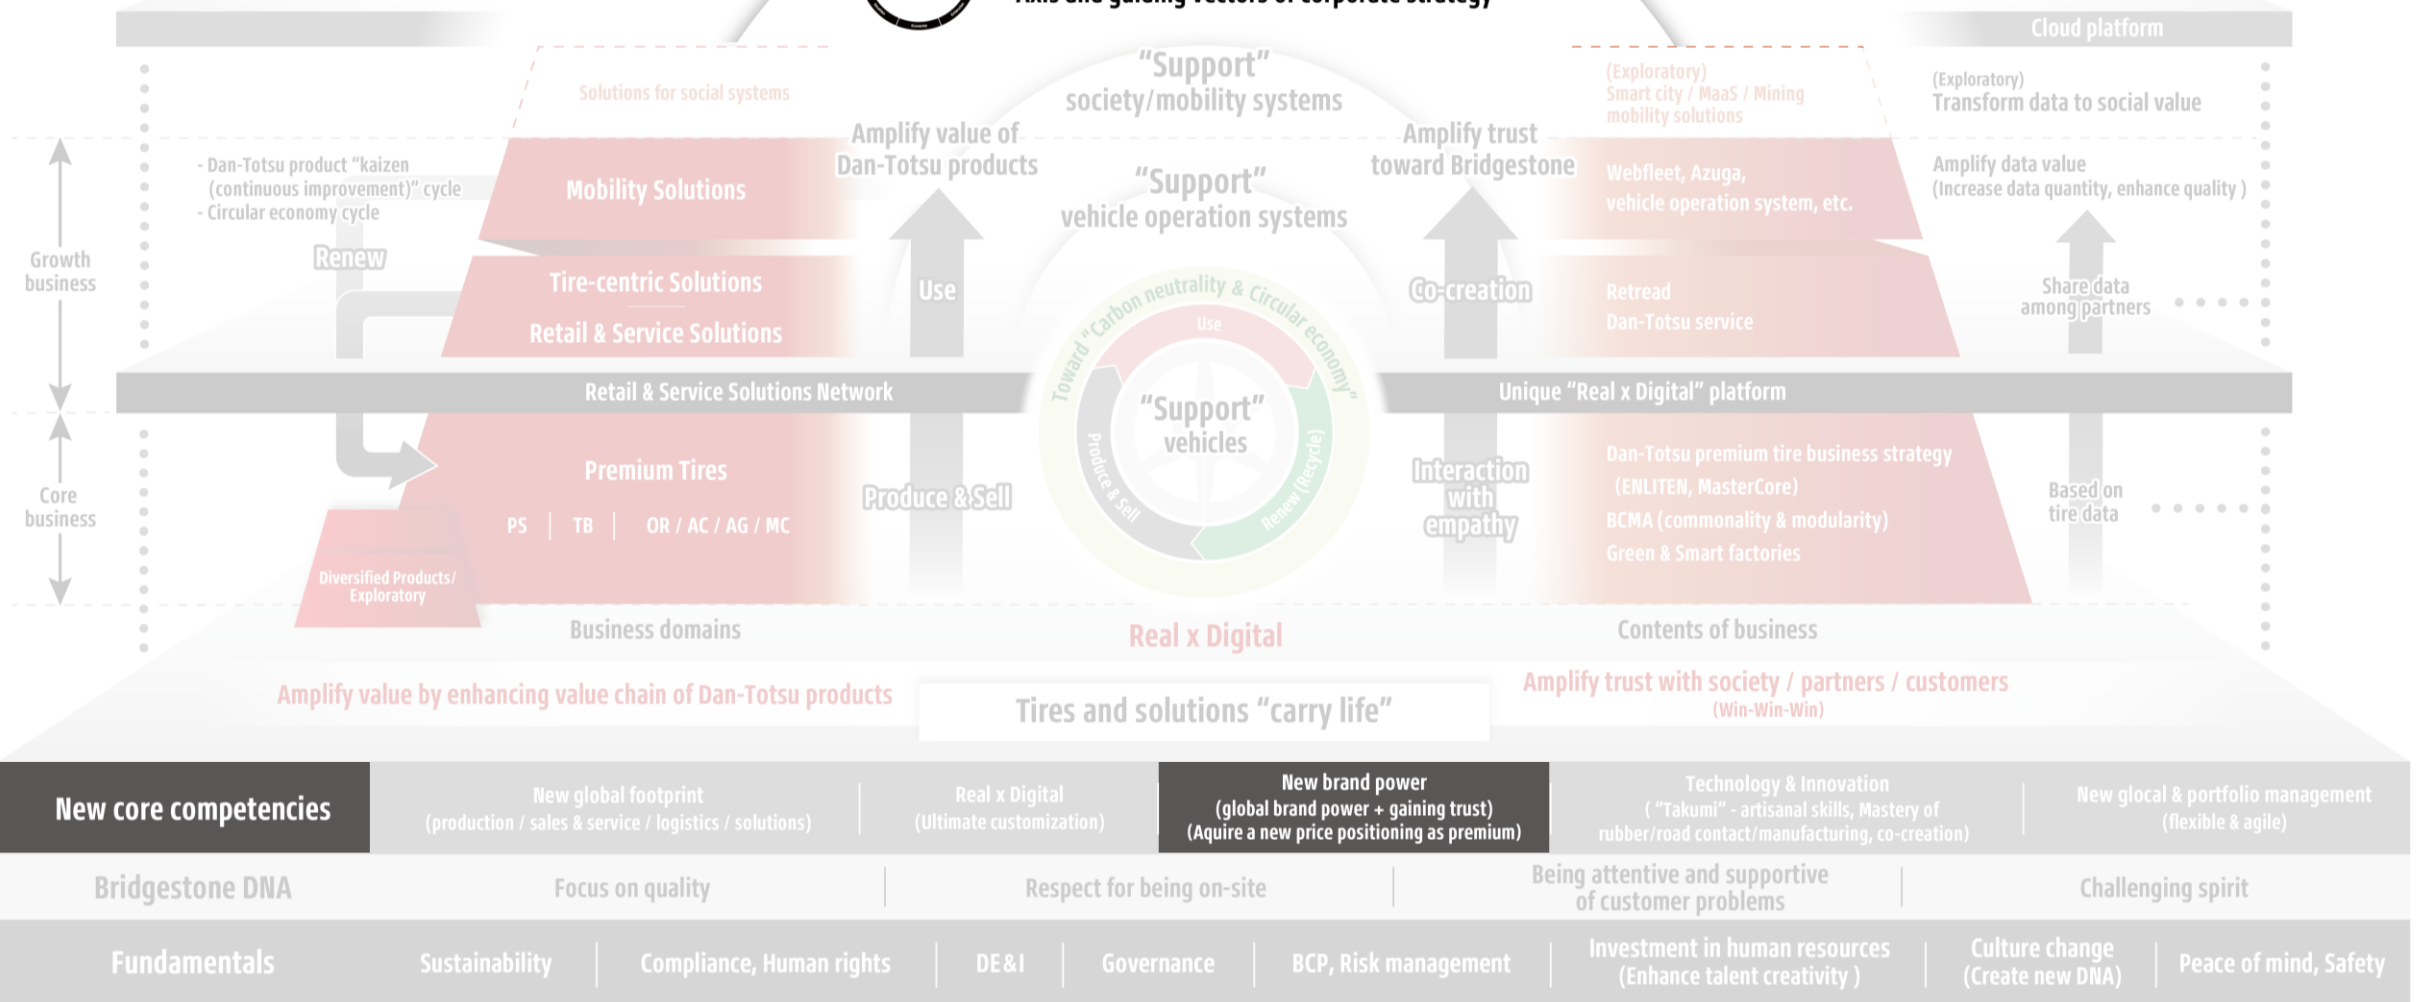 Axis and guiding vectors of corporate strategy
Cloud platform
Solutions for social systems
"Support"
society/mobility systems
(Exploratory)
Smart city / MaaS / Mining
mobility solutions
(Exploratory)
Transform data to social value
- Dan-Totsu product "kaizen
(continuous improvement)" cycle
- Circular economy cycle
Renew
Mobility Solutions
Amplify value of
Dan-Totsu products
"Support"
vehicle operation systems
Amplify trust
toward Bridgestone
Webfleet, Azuga,
vehicle operation system, etc.
Amplify data value
(Increase data quantity, enhance quality )
Growth
business
Tire-centric Solutions
Retail & Service Solutions
Use
Co-creation
Retread
Dan-Totsu service
Share data
among partners
Toward "Carbon neutrality & Circular economy"
Use
Produce & Sell
Renew (Recycle)
"Support"
vehicles
Retail & Service Solutions Network
Unique "Real x Digital" platform
Core
business
Premium Tires
PS
TB
OR / AC / AG / MC
Diversified Products/
Exploratory
Produce & Sell
Interaction
with
empathy
Dan-Totsu premium tire business strategy
(ENLITEN, MasterCore)
BCMA (commonality & modularity)
Green & Smart factories
Based on
tire data
Business domains
Real x Digital
Contents of business
Amplify value by enhancing value chain of Dan-Totsu products
Tires and solutions "carry life"
Amplify trust with society / partners / customers
(Win-Win-Win)
New core competencies
New global footprint
(production / sales & service / logistics / solutions)
Real x Digital
(Ultimate customization)
New brand power
(global brand power + gaining trust)
(Aquire a new price positioning as premium)
Technology & Innovation
( "Takumi" - artisanal skills, Mastery of
rubber/road contact/manufacturing, co-creation)
New glocal & portfolio management
(flexible & agile)
Bridgestone DNA
Focus on quality
Respect for being on-site
Being attentive and supportive
of customer problems
Challenging spirit
Fundamentals
Sustainability
Compliance, Human rights
DE&I
Governance
BCP, Risk management
Investment in human resources
(Enhance talent creativity )
Culture change
(Create new DNA)
Peace of mind, Safety